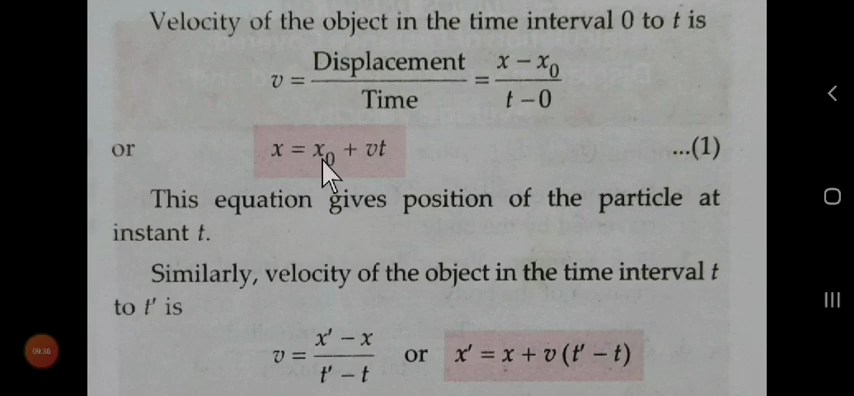 Velocity of the object in the time interval 0 to t is
v = Displacement / Time = x – x₀ / t – 0
or x = x₀ + vt ...(1)
This equation gives position of the particle at
instant t.
Similarly, velocity of the object in the time interval t
to t′ is
v = x′ – x / t′ – t or x′ = x + v (t′ – t)
09:36